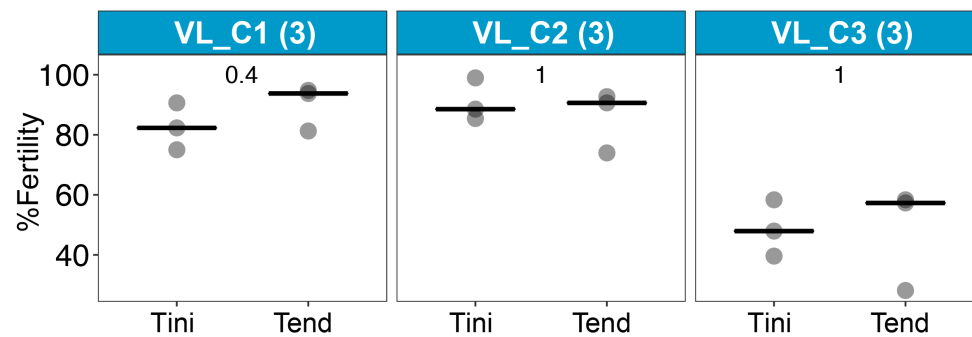 VL_C1 (3) VL_C2 (3) VL_C3 (3)
0.4 1 1
%Fertility
100
80
60
40
Tini Tend Tini Tend Tini Tend